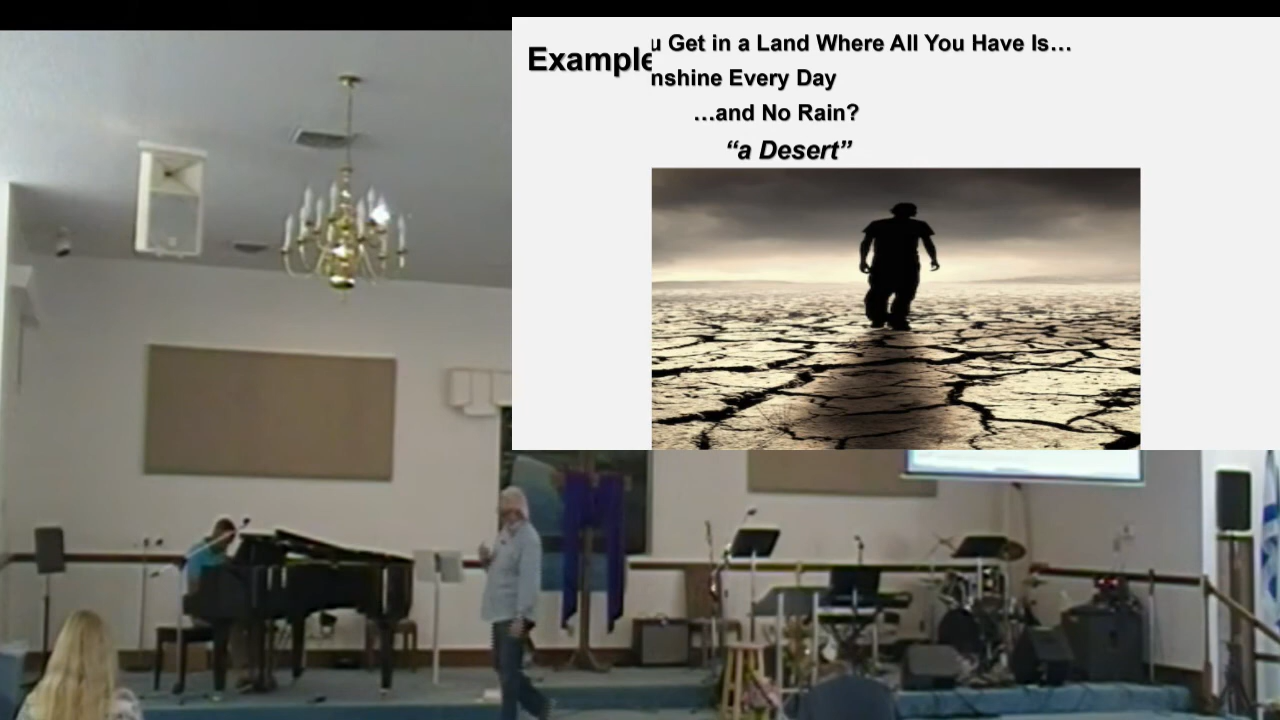 Example
u Get in a Land Where All You Have Is…
nshine Every Day
…and No Rain?
“a Desert”